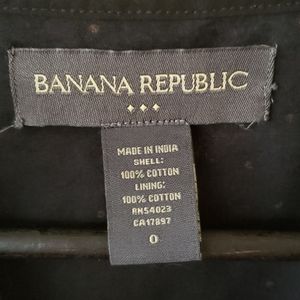 BANANA REPUBLIC
MADE IN INDIA
SHELL:
100% COTTON
LINING:
100% COTTON
RN54023
CA17897
0